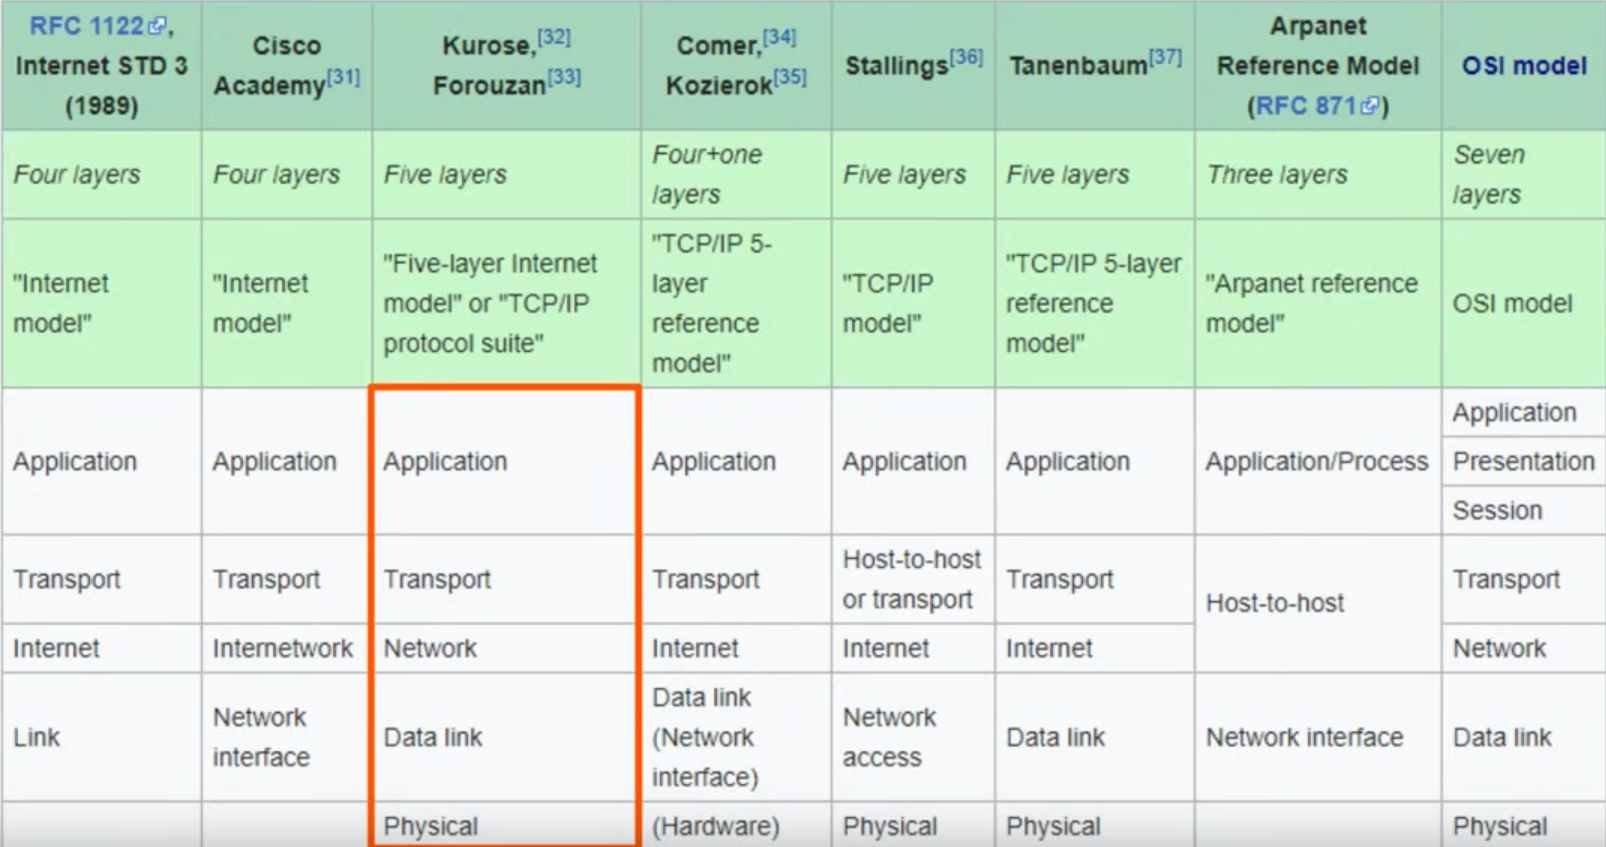 RFC 1122,
Internet STD 3
(1989)
Cisco
Academy[31]
Kurose,[32]
Forouzan[33]
Comer,[34]
Kozierok[35]
Stallings[36]
Tanenbaum[37]
Arpanet
Reference Model
(RFC 871)
OSI model
Four layers
Four layers
Five layers
Four+one
layers
Five layers
Five layers
Three layers
Seven
layers
"Internet
model"
"Internet
model"
"Five-layer Internet
model" or "TCP/IP
protocol suite"
"TCP/IP 5-
layer
reference
model"
"TCP/IP
model"
"TCP/IP 5-layer
reference
model"
"Arpanet reference
model"
OSI model
Application
Application
Application
Application
Application
Application
Application/Process
Application
Presentation
Session
Transport
Transport
Transport
Transport
Host-to-host
or transport
Transport
Host-to-host
Transport
Internet
Internetwork
Network
Internet
Internet
Internet
Network
Link
Network
interface
Data link
Data link
(Network
interface)
Network
access
Data link
Network interface
Data link
Physical
(Hardware)
Physical
Physical
Physical